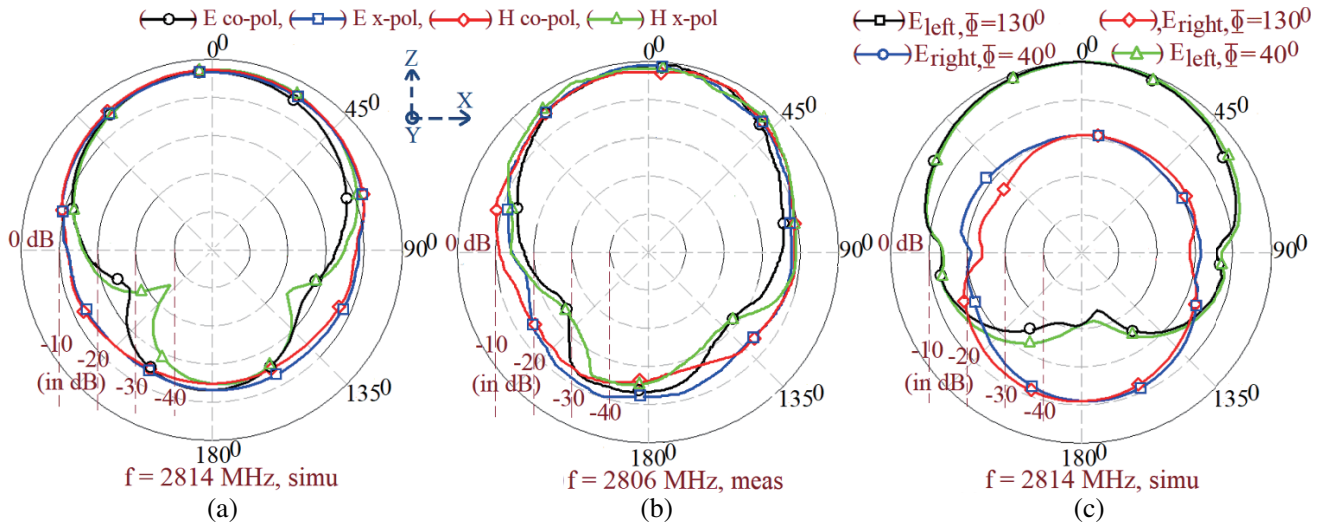 (-○-) E co-pol, (-□-) E x-pol, (-◇-) H co-pol, (-△-) H x-pol
(-□-) E_left, Φ=130⁰ (-◇-), E_right, Φ=130⁰
(-○-) E_right, Φ=40⁰ (-△-) E_left, Φ=40⁰
0⁰
45⁰
90⁰
135⁰
180⁰
0 dB
-10
-20
-30
-40
(in dB)
f = 2814 MHz, simu
(a)
Z
X
Y
0⁰
45⁰
90⁰
135⁰
180⁰
0 dB
-10
-20
-30
-40
(in dB)
f = 2806 MHz, meas
(b)
0⁰
45⁰
90⁰
135⁰
180⁰
0 dB
-10
-20
-30
-40
(in dB)
f = 2814 MHz, simu
(c)